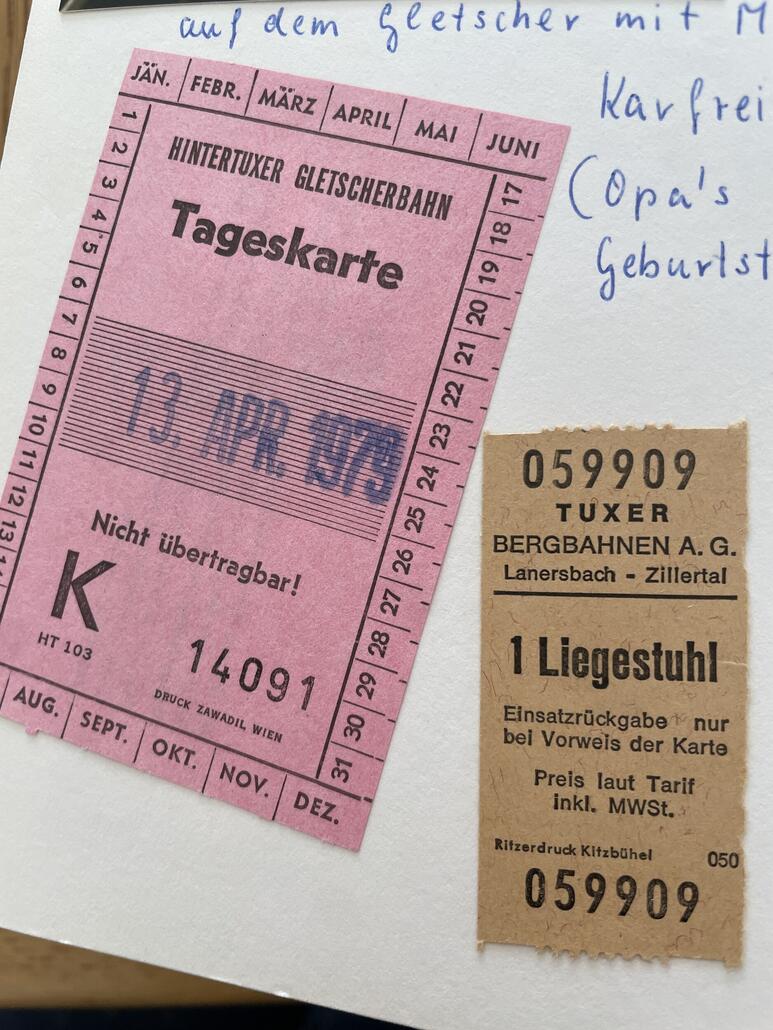 auf dem Gletscher mit M
Karfrei
(Opa's
Geburtst
JÄN. FEBR. MÄRZ APRIL MAI JUNI
1 2 3 4 5 6 7 8 9 10 11 12 13
HINTERTUXER GLETSCHERBAHN
Tageskarte
13 APR. 1979
Nicht übertragbar!
K
HT 103
14091
DRUCK ZAWADIL, WIEN
17 18 19 20 21 22 23 24 25 26 27 28 29 30 31
AUG. SEPT. OKT. NOV. DEZ.
059909
TUXER
BERGBAHNEN A. G.
Lanersbach - Zillertal
1 Liegestuhl
Einsatzrückgabe nur
bei Vorweis der Karte
Preis laut Tarif
inkl. MWSt.
Ritzerdruck Kitzbühel 050
059909